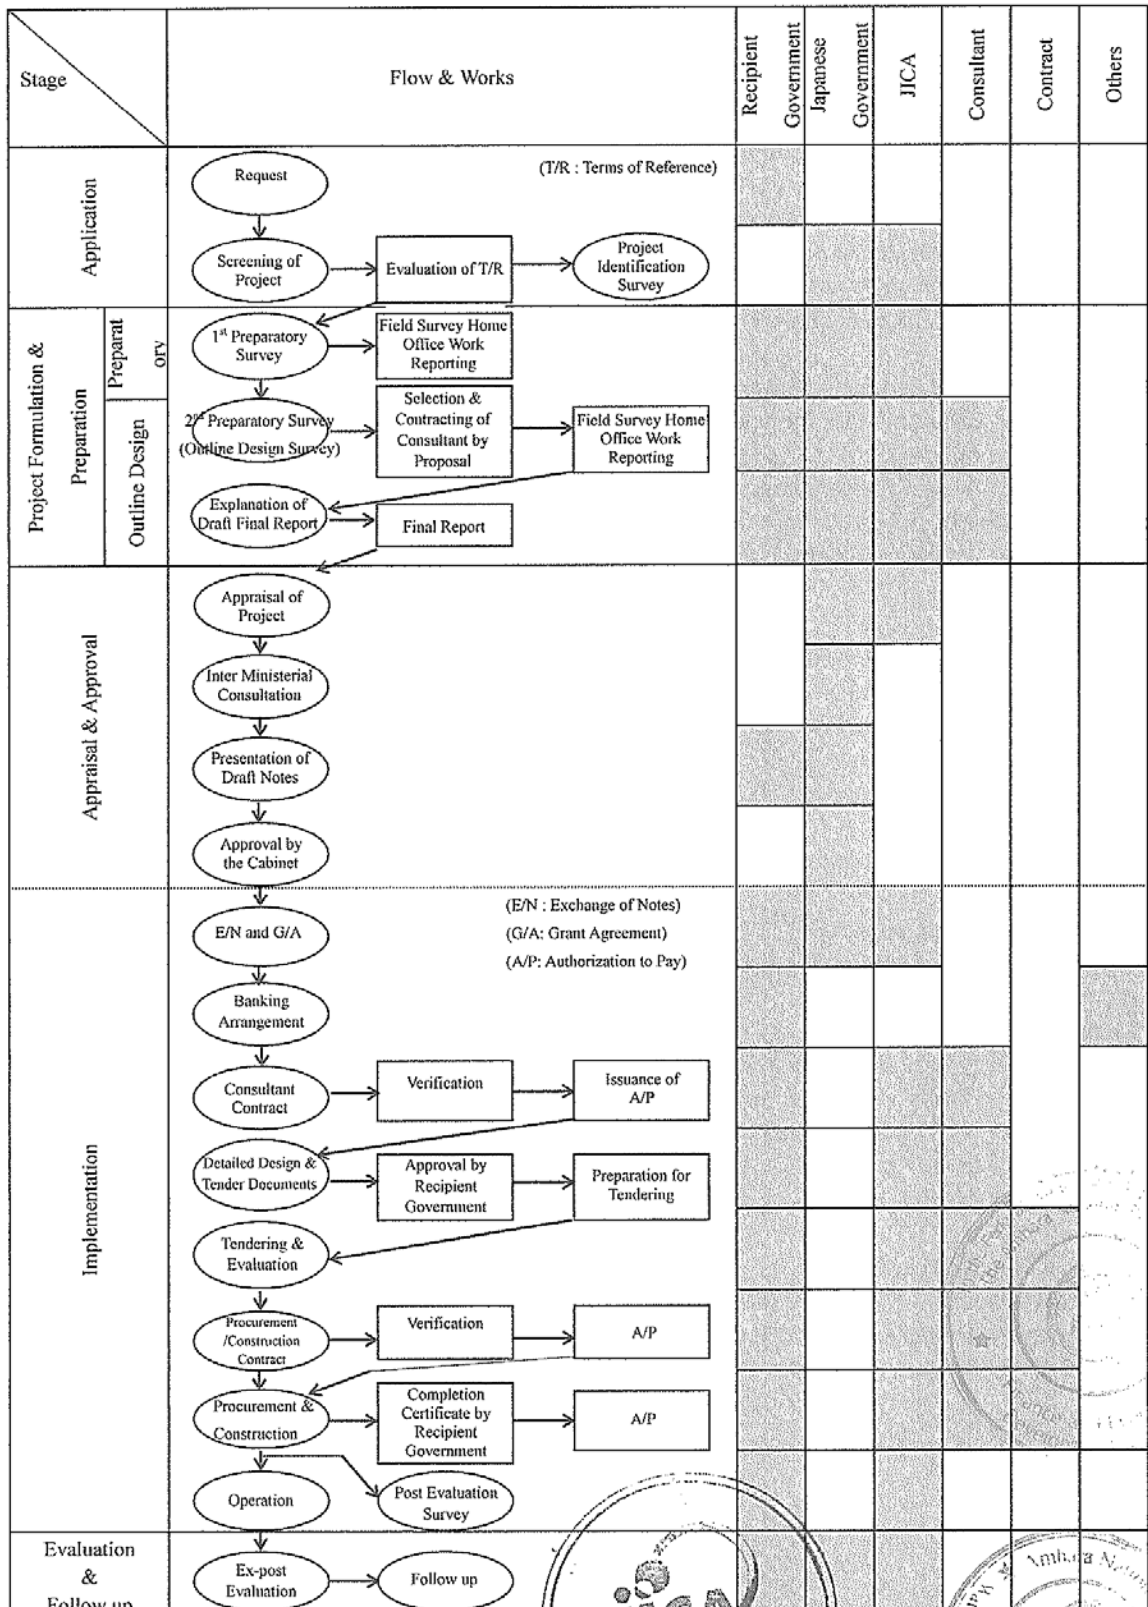 Stage
Flow & Works
Recipient
Government
Japanese
Government
JICA
Consultant
Contract
Others
Application
Request
(T/R : Terms of Reference)
Screening of
Project
Evaluation of T/R
Project
Identification
Survey
Project Formulation &
Preparation
Preparat
ory
1st Preparatory
Survey
Field Survey Home
Office Work
Reporting
Outline Design
2nd Preparatory Survey
(Outline Design Survey)
Selection &
Contracting of
Consultant by
Proposal
Field Survey Home
Office Work
Reporting
Explanation of
Draft Final Report
Final Report
Appraisal & Approval
Appraisal of
Project
Inter Ministerial
Consultation
Presentation of
Draft Notes
Approval by
the Cabinet
Implementation
E/N and G/A
(E/N : Exchange of Notes)
(G/A: Grant Agreement)
(A/P: Authorization to Pay)
Banking
Arrangement
Consultant
Contract
Verification
Issuance of
A/P
Detailed Design &
Tender Documents
Approval by
Recipient
Government
Preparation for
Tendering
Tendering &
Evaluation
Procurement
/Construction
Contract
Verification
A/P
Procurement &
Construction
Completion
Certificate by
Recipient
Government
A/P
Operation
Post Evaluation
Survey
Evaluation
&
Follow up
Ex-post
Evaluation
Follow up
Amhara